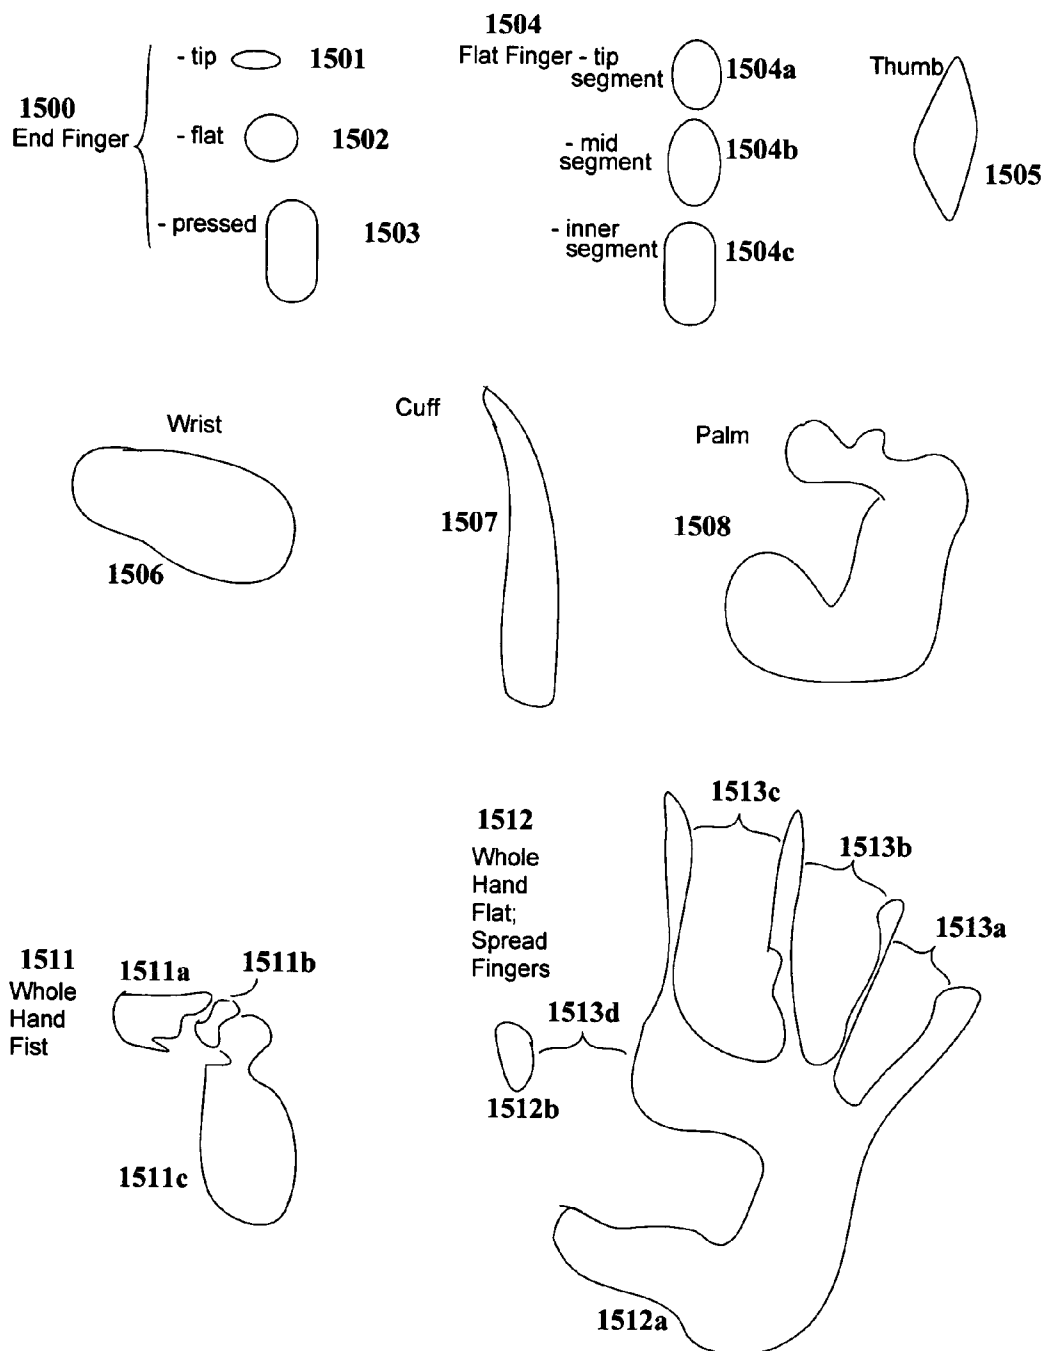 1500
End Finger
- tip
1501
- flat
1502
- pressed
1503
1504
Flat Finger - tip
segment
1504a
- mid
segment
1504b
- inner
segment
1504c
Thumb
1505
Wrist
1506
Cuff
1507
Palm
1508
1511
Whole
Hand
Fist
1511a
1511b
1511c
1512
Whole
Hand
Flat;
Spread
Fingers
1513c
1513b
1513a
1513d
1512b
1512a